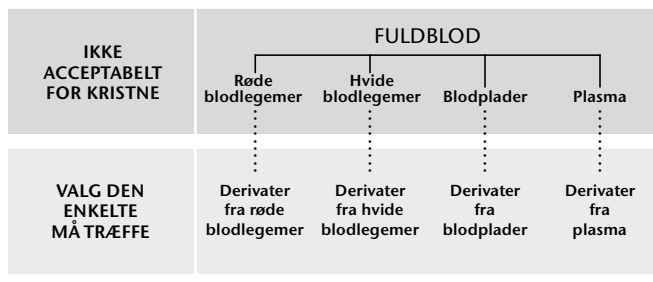 IKKE
ACCEPTABELT
FOR KRISTNE
FULDBLOD
Røde
blodlegemer
Hvide
blodlegemer
Blodplader
Plasma
VALG DEN
ENKELTE
MÅ TRÆFFE
Derivater
fra røde
blodlegemer
Derivater
fra hvide
blodlegemer
Derivater
fra
blodplader
Derivater
fra
plasma